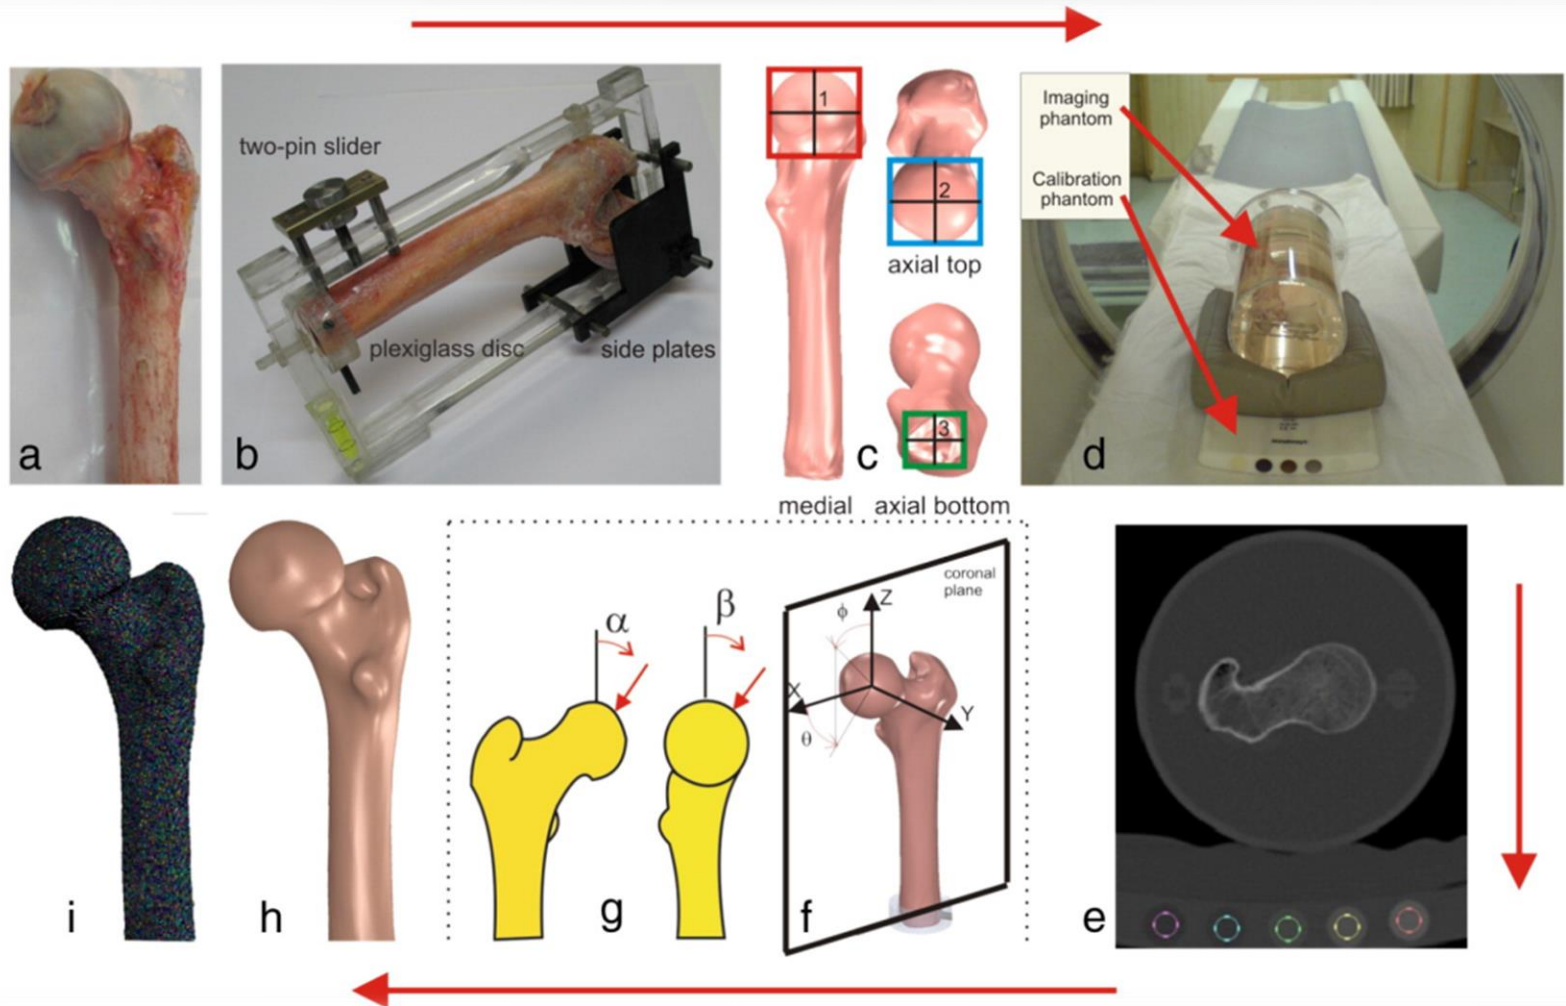 two-pin slider
plexiglass disc
side plates
a
b
1
2
axial top
3
c
medial
axial bottom
Imaging
phantom
Calibration
phantom
d
i
h
α
β
g
coronal
plane
Z
ϕ
X
Y
θ
f
e